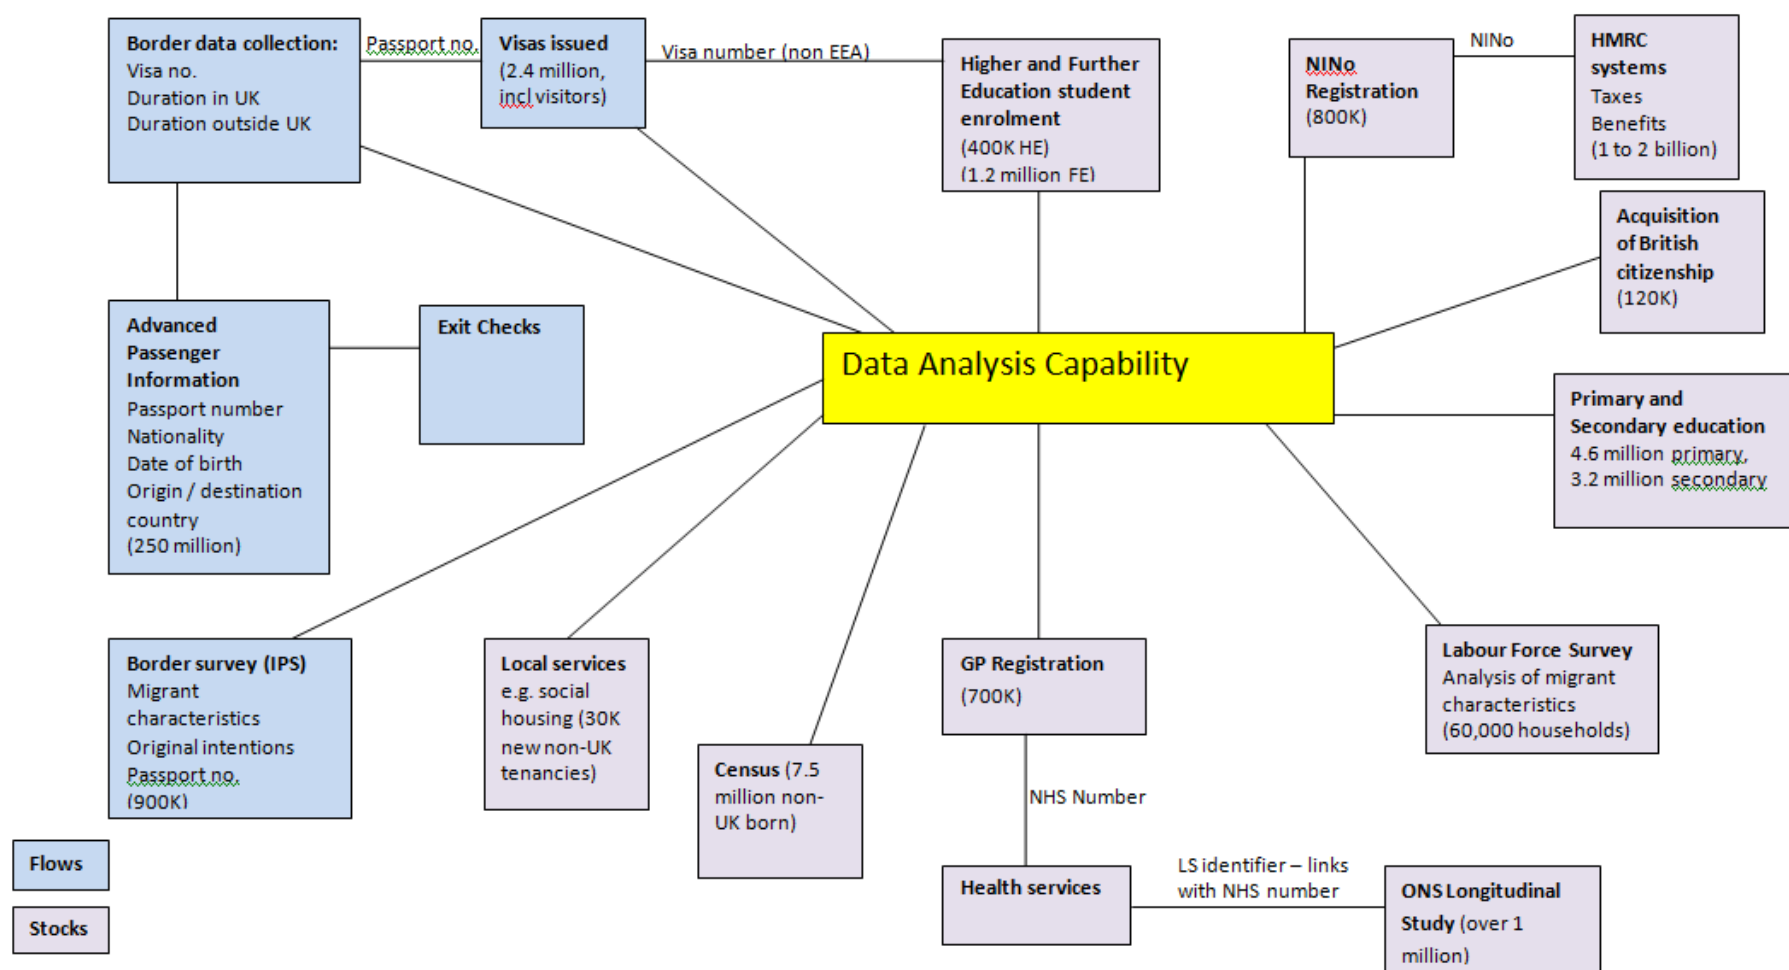 Border data collection:
Visa no.
Duration in UK
Duration outside UK
Passport no.
Visas issued
(2.4 million,
incl visitors)
Visa number (non EEA)
Higher and Further
Education student
enrolment
(400K HE)
(1.2 million FE)
NINo
Registration
(800K)
NINo
HMRC
systems
Taxes
Benefits
(1 to 2 billion)
Acquisition
of British
citizenship
(120K)
Advanced
Passenger
Information
Passport number
Nationality
Date of birth
Origin / destination
country
(250 million)
Exit Checks
Data Analysis Capability
Primary and
Secondary education
4.6 million primary,
3.2 million secondary
Border survey (IPS)
Migrant
characteristics
Original intentions
Passport no.
(900K)
Local services
e.g. social
housing (30K
new non-UK
tenancies)
Census (7.5
million non-
UK born)
GP Registration
(700K)
Labour Force Survey
Analysis of migrant
characteristics
(60,000 households)
NHS Number
Health services
LS identifier – links
with NHS number
ONS Longitudinal
Study (over 1
million)
Flows
Stocks